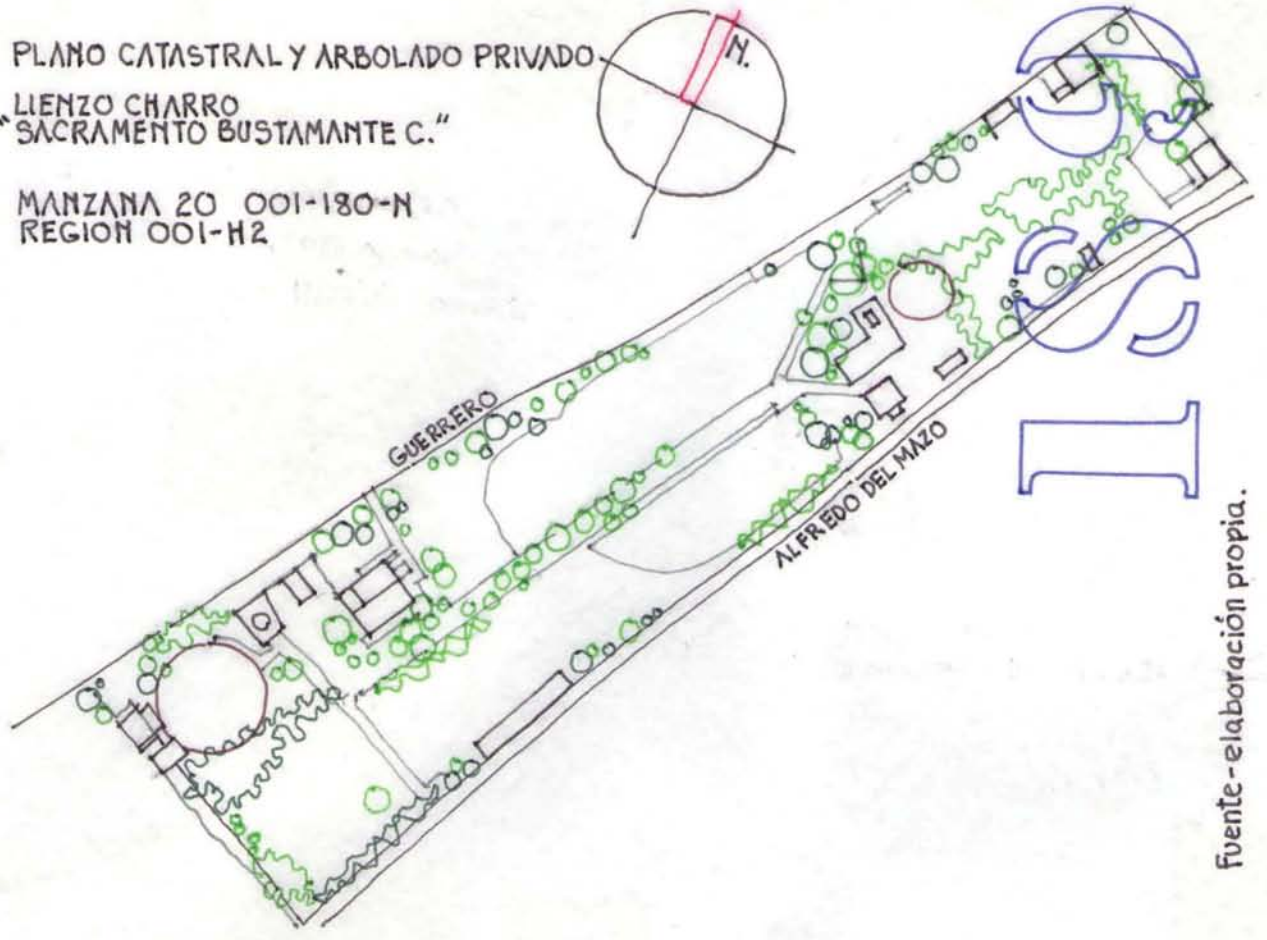 PLANO CATASTRAL Y ARBOLADO PRIVADO
LIENZO CHARRO
"SACRAMENTO BUSTAMANTE C."
MANZANA 20 001-180-N
REGION 001-H2
N.
GUERRERO
ALFREDO DEL MAZO
Fuente-elaboración propia.